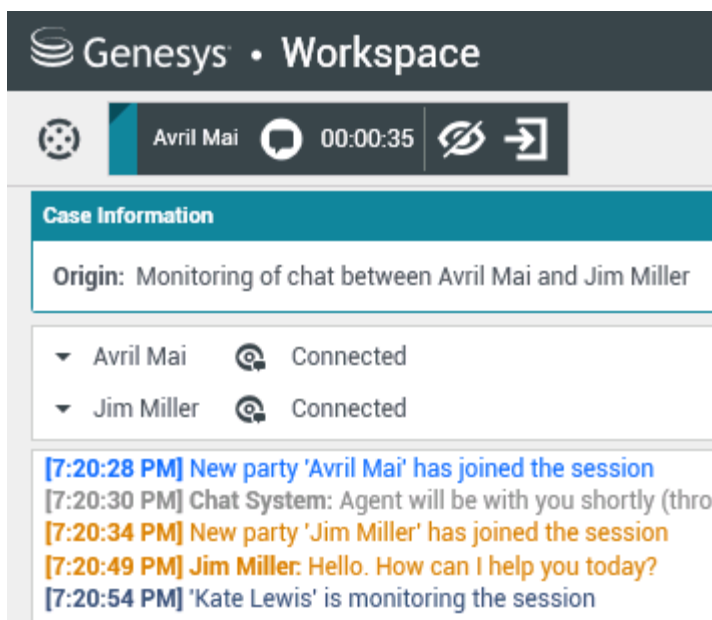 Genesys • Workspace
Avril Mai 00:00:35
Case Information
Origin: Monitoring of chat between Avril Mai and Jim Miller
Avril Mai Connected
Jim Miller Connected
[7:20:28 PM] New party 'Avril Mai' has joined the session
[7:20:30 PM] Chat System: Agent will be with you shortly (thro
[7:20:34 PM] New party 'Jim Miller' has joined the session
[7:20:49 PM] Jim Miller: Hello. How can I help you today?
[7:20:54 PM] 'Kate Lewis' is monitoring the session